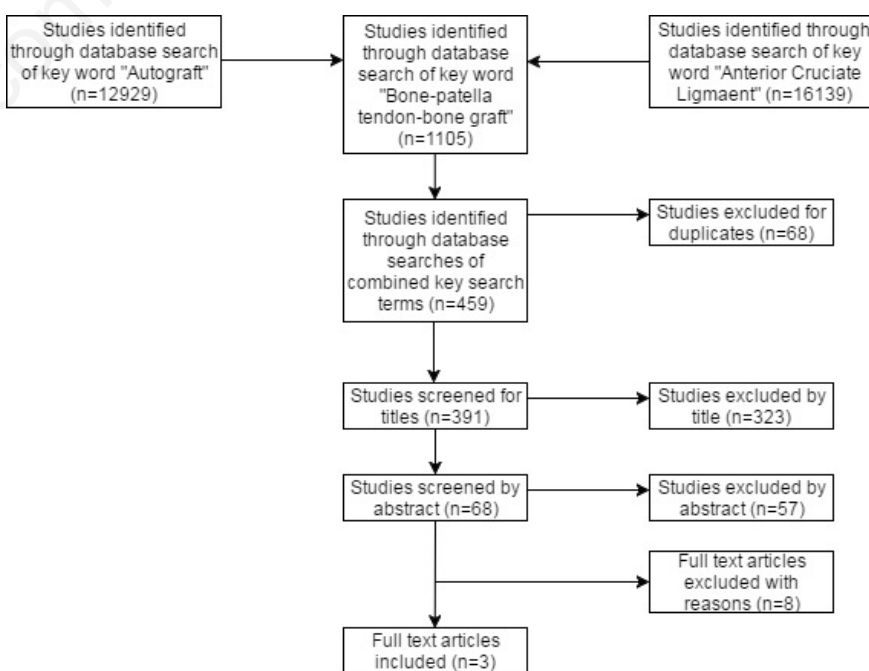 Studies identified
through database search
of key word "Autograft"
(n=12929)
Studies identified
through database
search of key word
"Bone-patella
tendon-bone graft"
(n=1105)
Studies identified through
database search of key
word "Anterior Cruciate
Ligmaent" (n=16139)
Studies identified
through database
searches of
combined key search
terms (n=459)
Studies excluded for
duplicates (n=68)
Studies screened for
titles (n=391)
Studies excluded by
title (n=323)
Studies screened by
abstract (n=68)
Studies excluded by
abstract (n=57)
Full text articles
excluded with
reasons (n=8)
Full text articles
included (n=3)